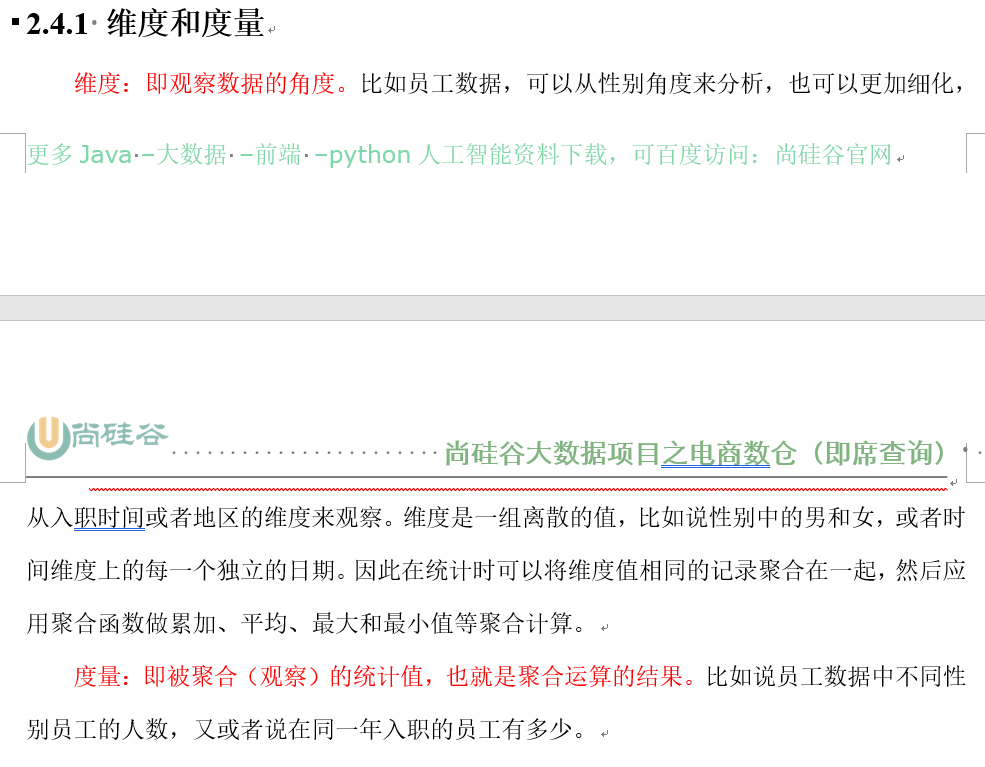 2.4.1 维度和度量
维度：即观察数据的角度。比如员工数据，可以从性别角度来分析，也可以更加细化，
更多 Java –大数据 –前端 –python 人工智能资料下载，可百度访问：尚硅谷官网
尚硅谷
尚硅谷大数据项目之电商数仓（即席查询）
从入职时间或者地区的维度来观察。维度是一组离散的值，比如说性别中的男和女，或者时
间维度上的每一个独立的日期。因此在统计时可以将维度值相同的记录聚合在一起，然后应
用聚合函数做累加、平均、最大和最小值等聚合计算。
度量：即被聚合（观察）的统计值，也就是聚合运算的结果。比如说员工数据中不同性
别员工的人数，又或者说在同一年入职的员工有多少。